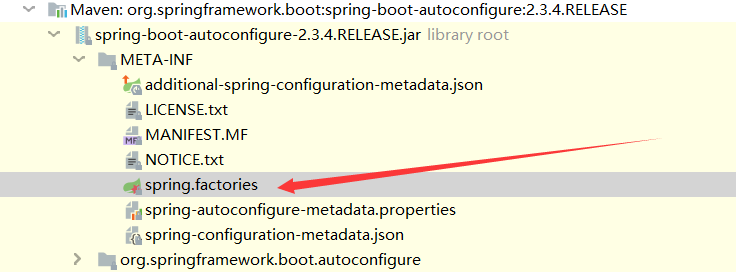 Maven: org.springframework.boot:spring-boot-autoconfigure:2.3.4.RELEASE
spring-boot-autoconfigure-2.3.4.RELEASE.jar library root
META-INF
additional-spring-configuration-metadata.json
LICENSE.txt
MF MANIFEST.MF
NOTICE.txt
spring.factories
spring-autoconfigure-metadata.properties
spring-configuration-metadata.json
org.springframework.boot.autoconfigure